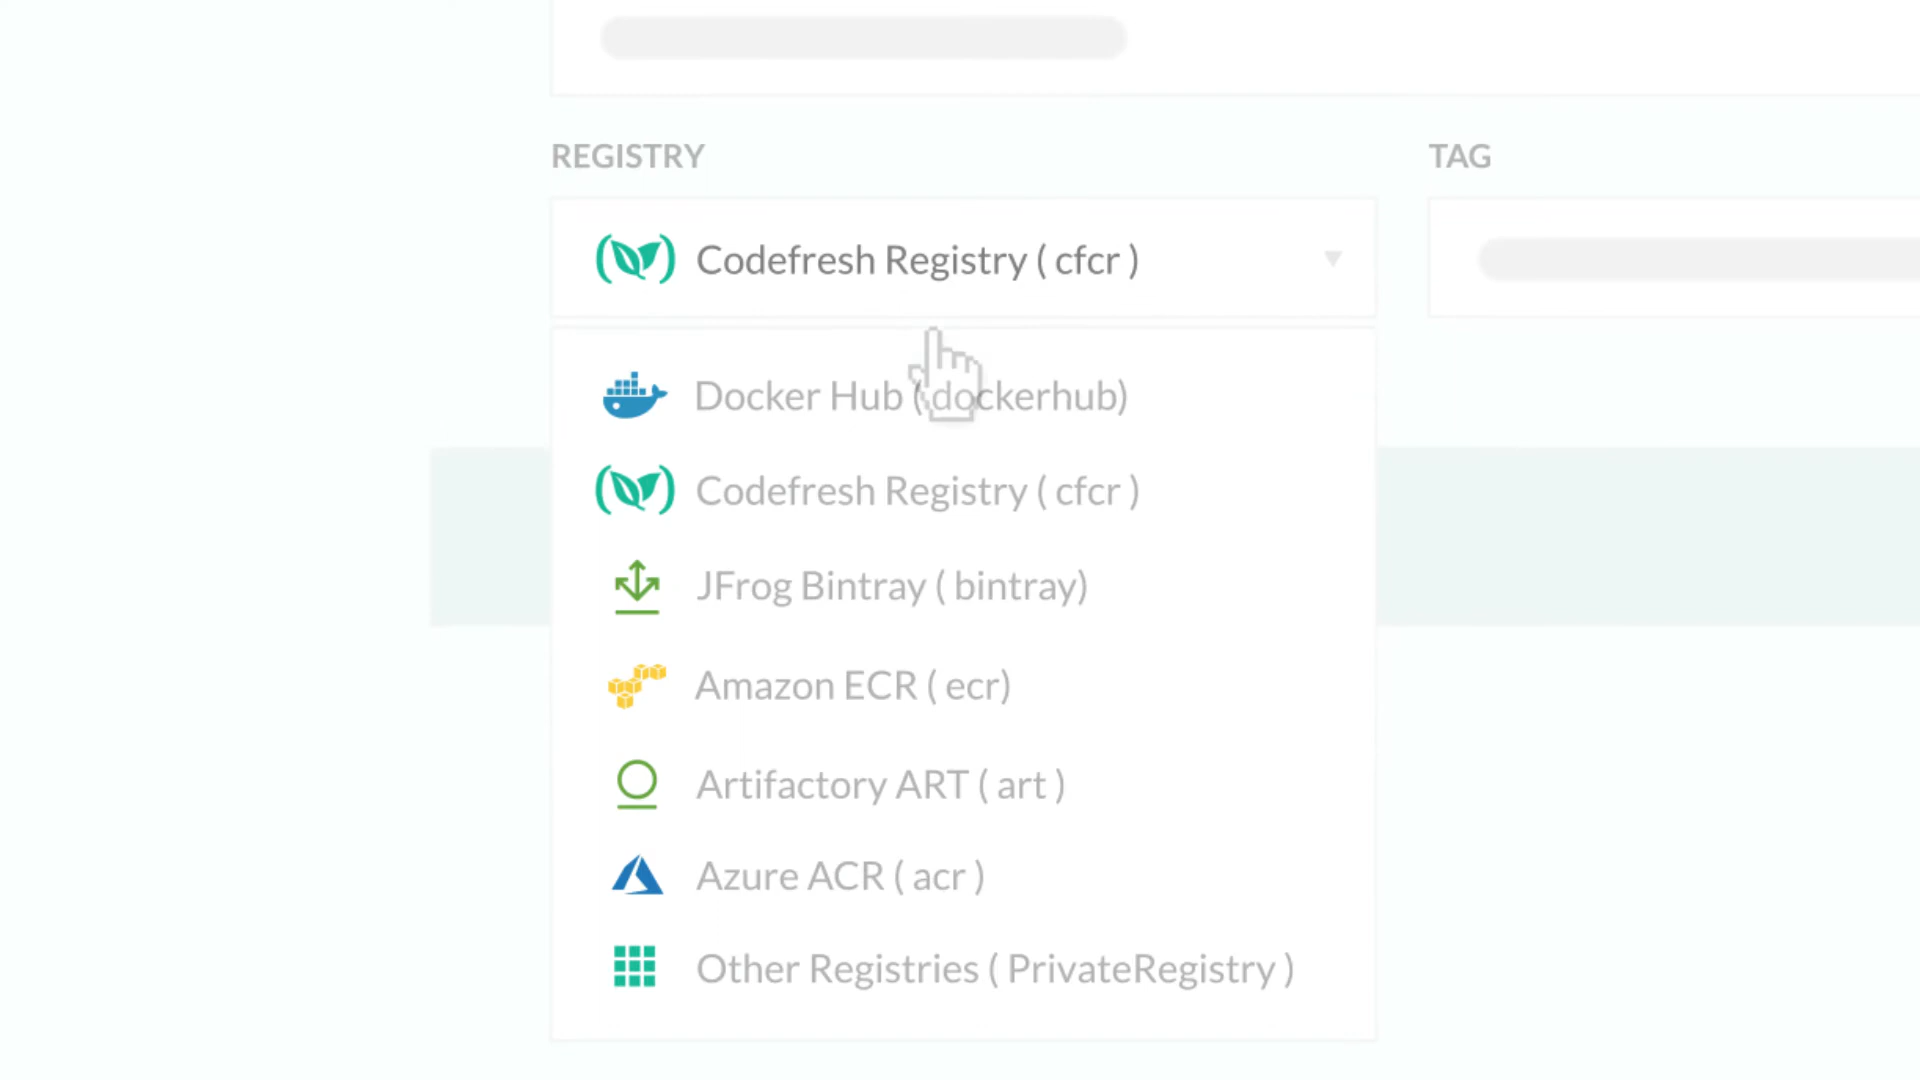 REGISTRY
TAG
Codefresh Registry ( cfcr )
Docker Hub ( dockerhub)
Codefresh Registry ( cfcr )
JFrog Bintray ( bintray)
Amazon ECR ( ecr)
Artifactory ART ( art )
Azure ACR ( acr )
Other Registries ( PrivateRegistry )